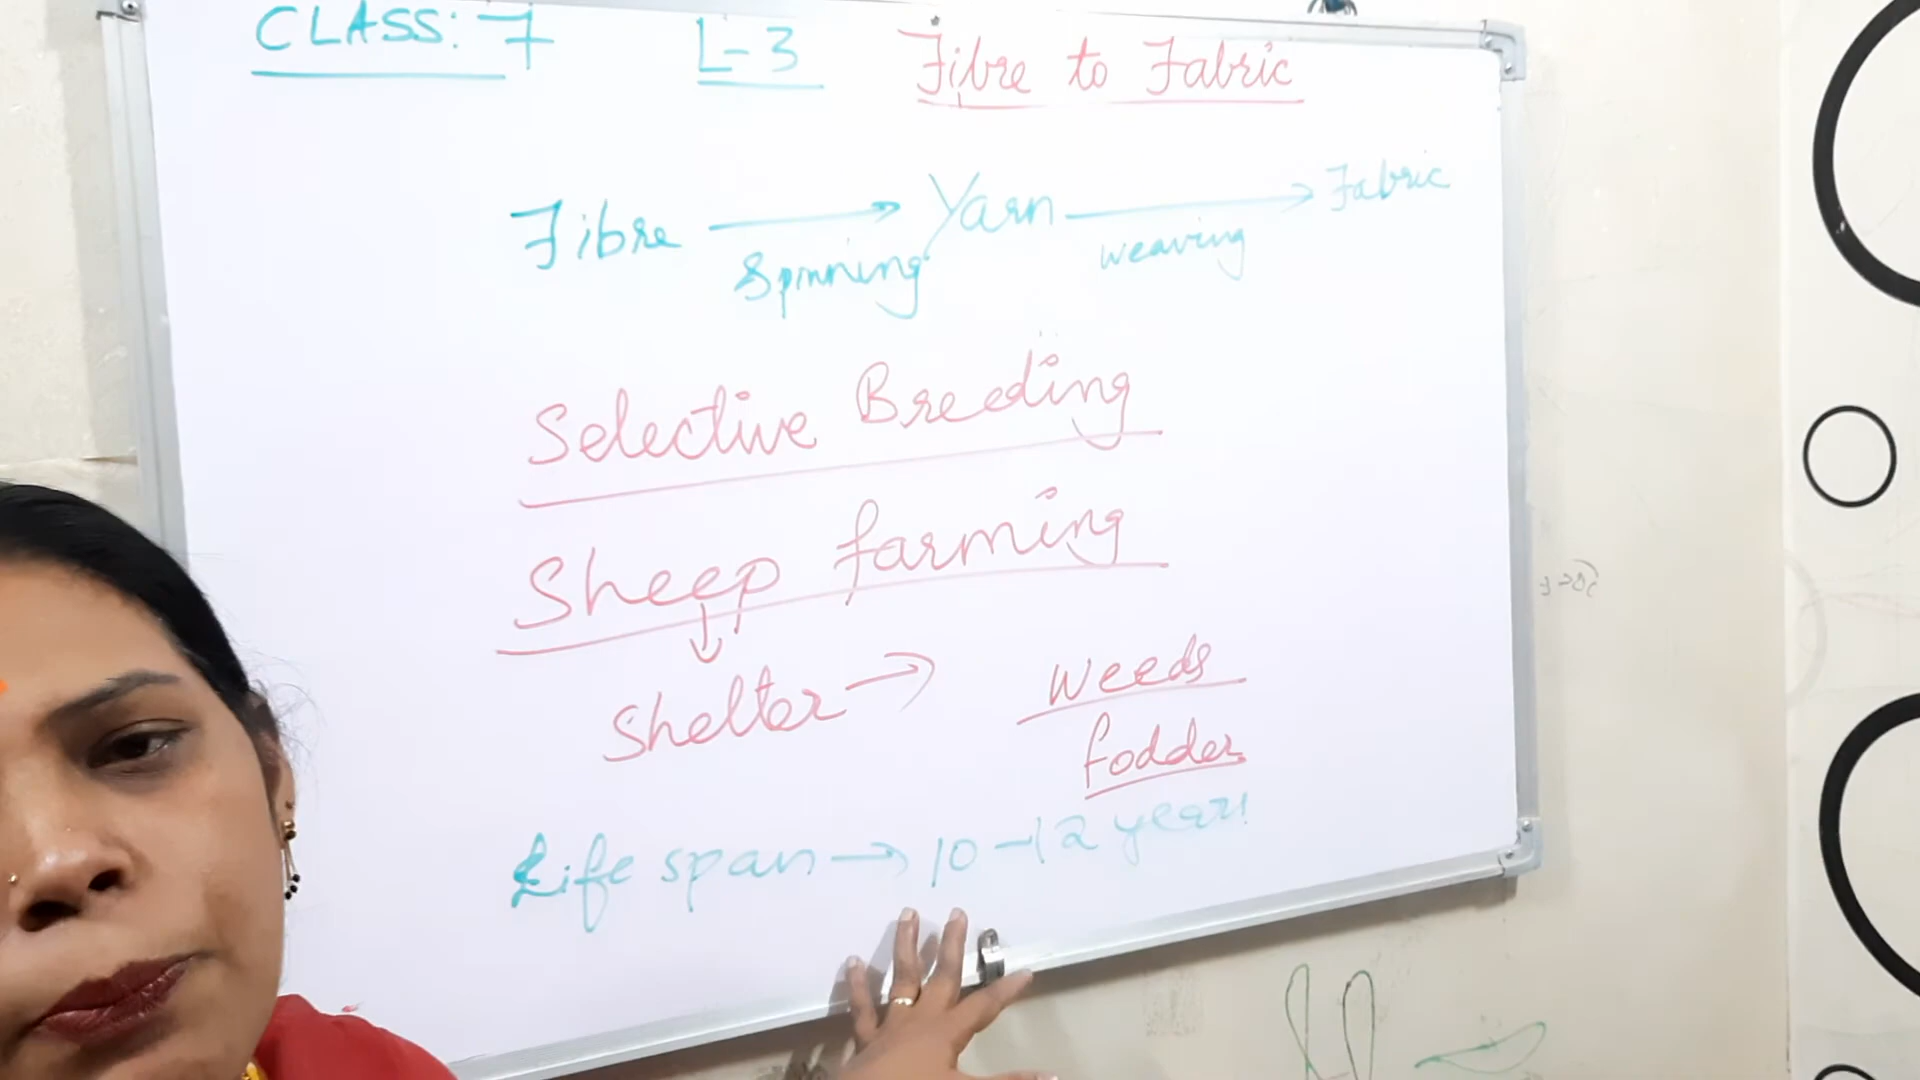 CLASS: 7 L-3 Fibre to Fabric
Fibre → Yarn → Fabric
Spinning weaving
Selective Breeding
Sheep farming
↓
Shelter → weeds
fodder
Life span → 10-12 years